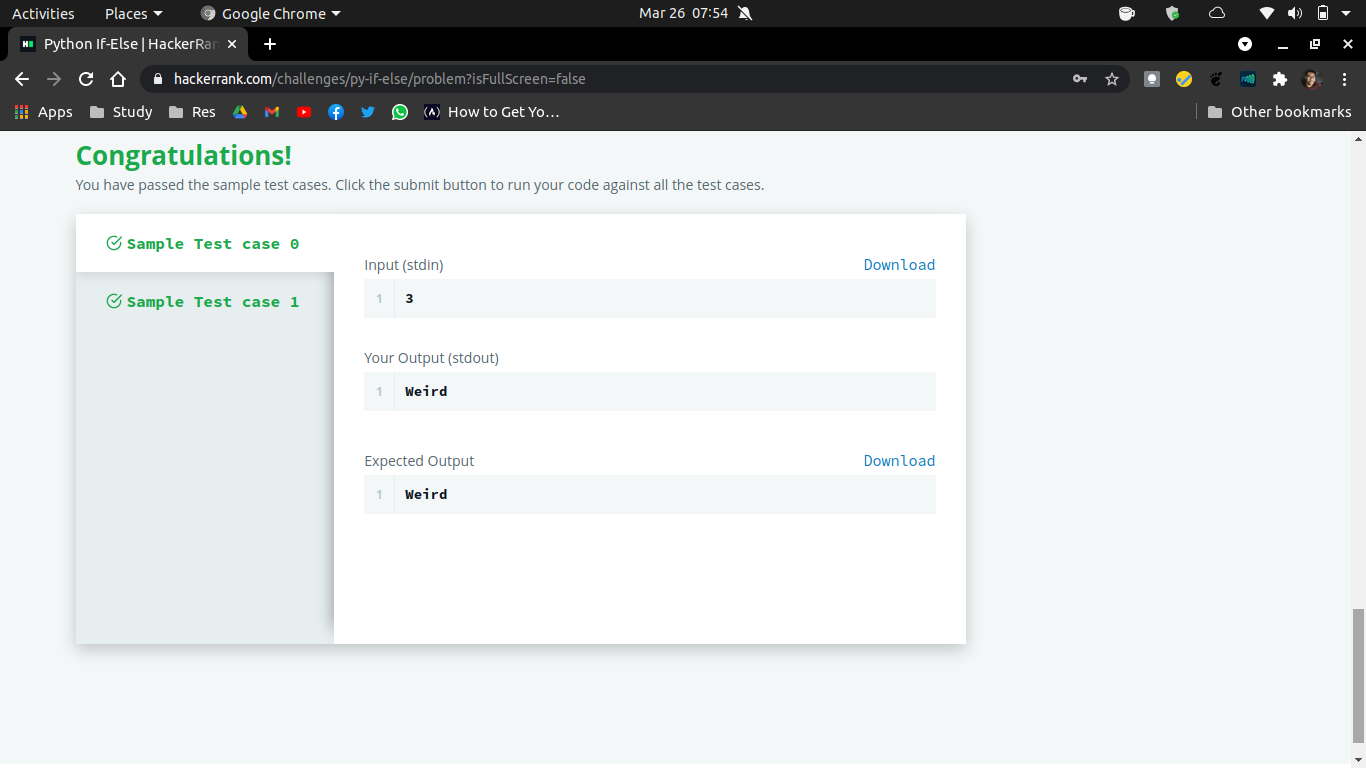 Activities Places Google Chrome Mar 26 07:54
Python If-Else | HackerRan
hackerrank.com/challenges/py-if-else/problem?isFullScreen=false
Apps Study Res How to Get Yo… Other bookmarks
Congratulations!
You have passed the sample test cases. Click the submit button to run your code against all the test cases.
Sample Test case 0
Sample Test case 1
Input (stdin) Download
1 3
Your Output (stdout)
1 Weird
Expected Output Download
1 Weird